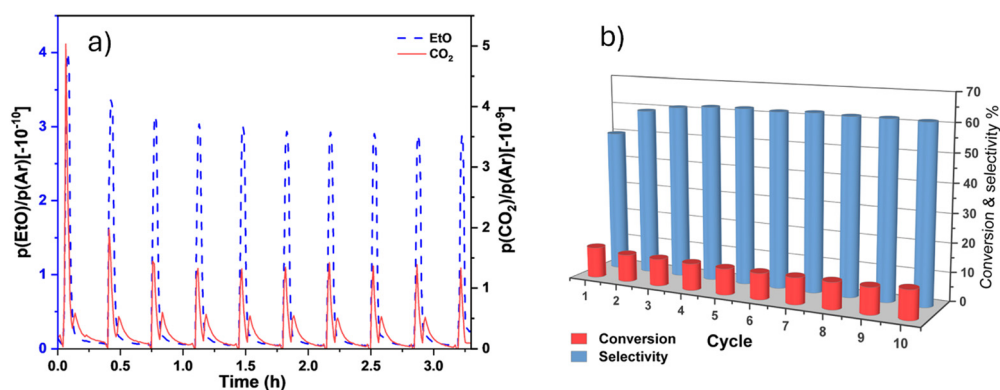 a)
EtO
CO₂
p(EtO)/p(Ar)[-10⁻¹⁰]
4
3
2
1
0
p(CO₂)/p(Ar)[-10⁻⁹]
5
4
3
2
1
0
0.0 0.5 1.0 1.5 2.0 2.5 3.0
Time (h)
b)
70
60
50
40
30
20
10
0
Conversion & selectivity %
1 2 3 4 5 6 7 8 9 10
Cycle
Conversion
Selectivity